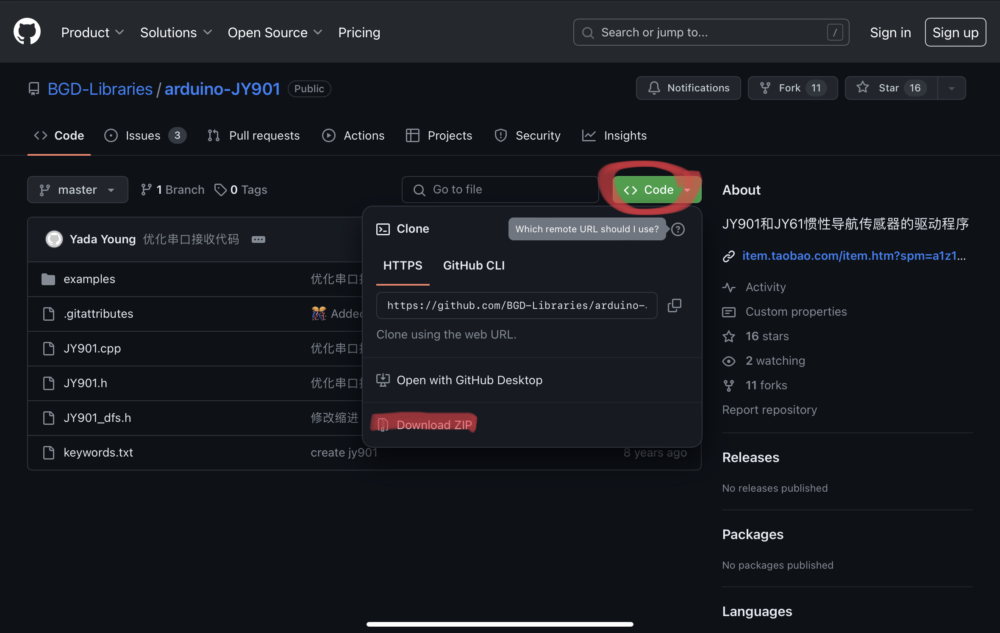 Product Solutions Open Source Pricing Search or jump to... / Sign in Sign up
BGD-Libraries / arduino-JY901 Public Notifications Fork 11 Star 16
Code Issues 3 Pull requests Actions Projects Security Insights
master 1 Branch 0 Tags Go to file Code
Yada Young 优化串口接收代码
examples 优化串口
.gitattributes 🎊 Added
JY901.cpp 优化串口
JY901.h 优化串口
JY901_dfs.h 修改缩进
keywords.txt create jy901 8 years ago
Clone Which remote URL should I use?
HTTPS GitHub CLI
https://github.com/BGD-Libraries/arduino-
Clone using the web URL.
Open with GitHub Desktop
Download ZIP
About
JY901和JY61惯性导航传感器的驱动程序
item.taobao.com/item.htm?spm=a1z1...
Activity
Custom properties
16 stars
2 watching
11 forks
Report repository
Releases
No releases published
Packages
No packages published
Languages